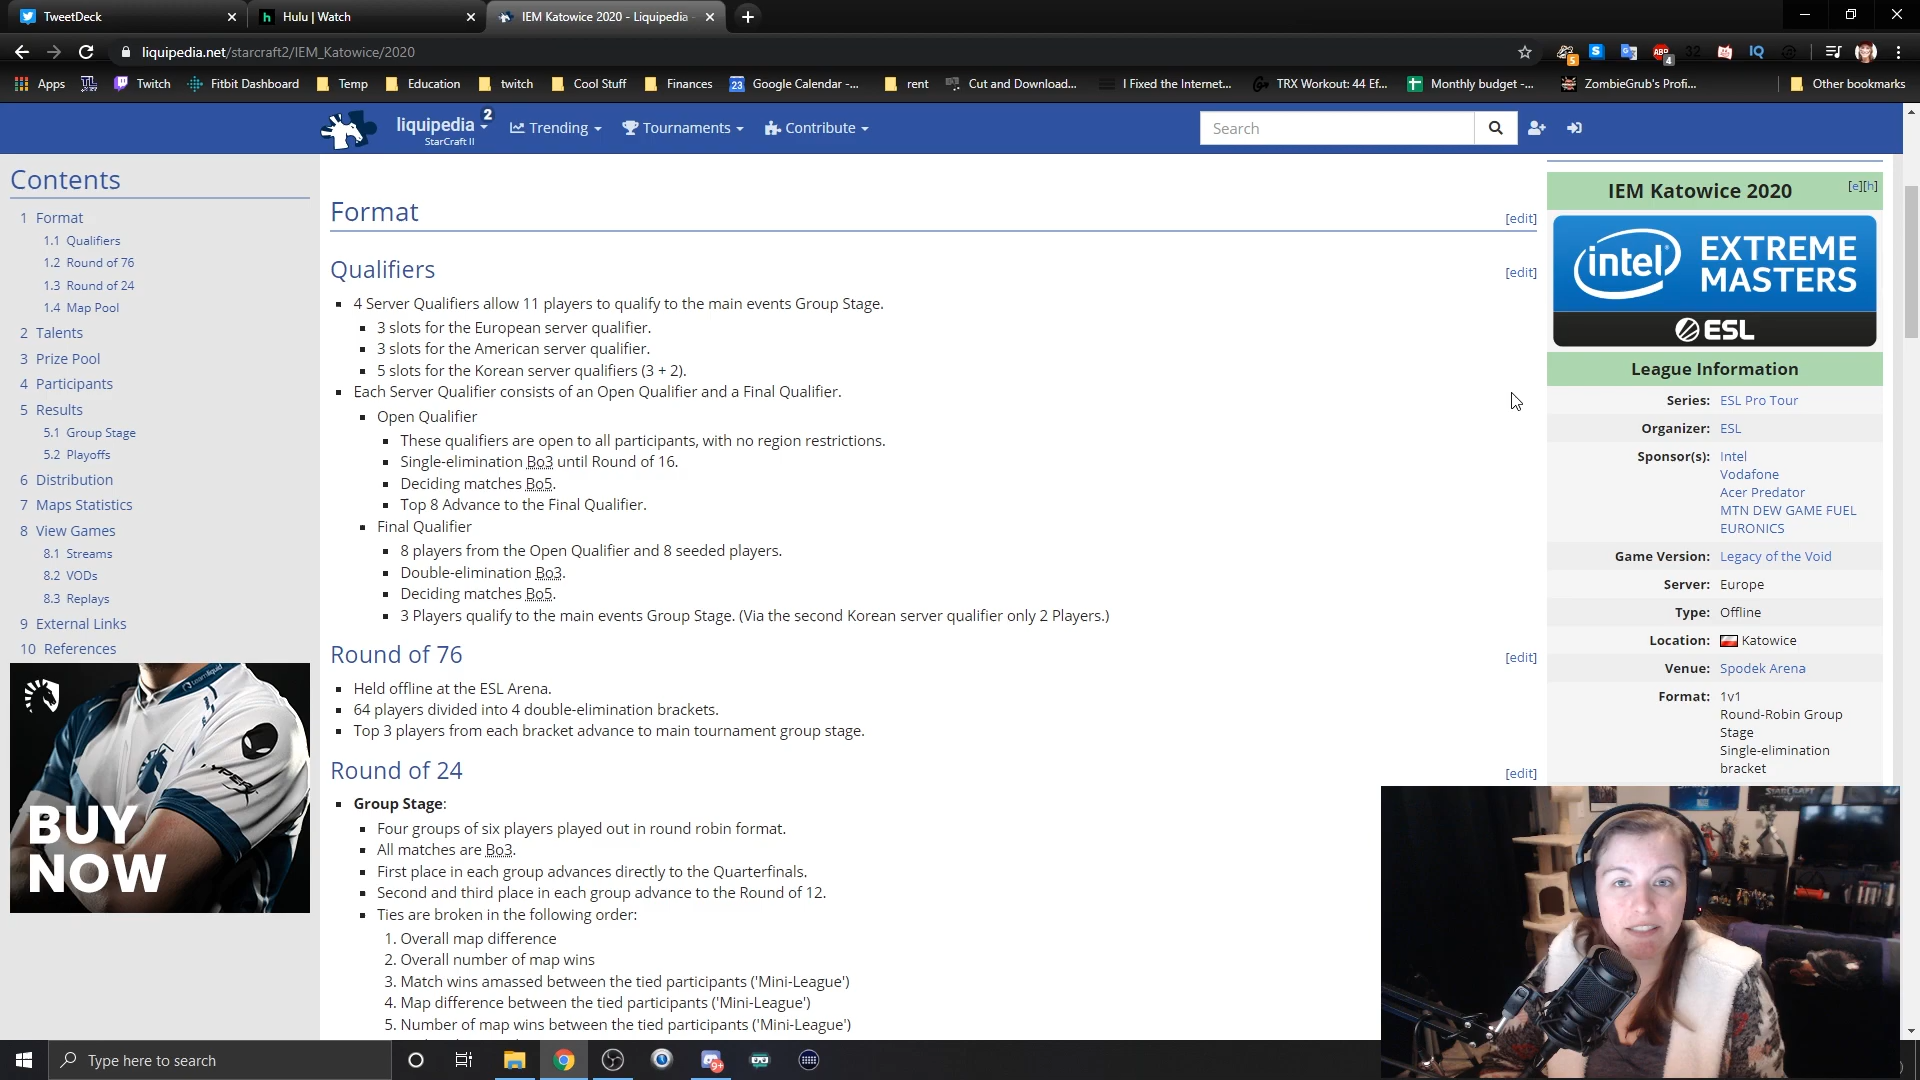 TweetDeck
Hulu | Watch
IEM Katowice 2020 - Liquipedia -
liquipedia.net/starcraft2/IEM_Katowice/2020
Apps
Twitch
Fitbit Dashboard
Temp
Education
twitch
Cool Stuff
Finances
Google Calendar -...
rent
Cut and Download...
I Fixed the Internet...
TRX Workout: 44 Ef...
Monthly budget -...
ZombieGrub's Profi...
Other bookmarks
liquipedia 2
StarCraft II
Trending
Tournaments
Contribute
Search
Contents
1 Format
1.1 Qualifiers
1.2 Round of 76
1.3 Round of 24
1.4 Map Pool
2 Talents
3 Prize Pool
4 Participants
5 Results
5.1 Group Stage
5.2 Playoffs
6 Distribution
7 Maps Statistics
8 View Games
8.1 Streams
8.2 VODs
8.3 Replays
9 External Links
10 References
BUY
NOW
Format [edit]
Qualifiers [edit]
4 Server Qualifiers allow 11 players to qualify to the main events Group Stage.
3 slots for the European server qualifier.
3 slots for the American server qualifier.
5 slots for the Korean server qualifiers (3 + 2).
Each Server Qualifier consists of an Open Qualifier and a Final Qualifier.
Open Qualifier
These qualifiers are open to all participants, with no region restrictions.
Single-elimination Bo3 until Round of 16.
Deciding matches Bo5.
Top 8 Advance to the Final Qualifier.
Final Qualifier
8 players from the Open Qualifier and 8 seeded players.
Double-elimination Bo3.
Deciding matches Bo5.
3 Players qualify to the main events Group Stage. (Via the second Korean server qualifier only 2 Players.)
Round of 76 [edit]
Held offline at the ESL Arena.
64 players divided into 4 double-elimination brackets.
Top 3 players from each bracket advance to main tournament group stage.
Round of 24 [edit]
Group Stage:
Four groups of six players played out in round robin format.
All matches are Bo3.
First place in each group advances directly to the Quarterfinals.
Second and third place in each group advance to the Round of 12.
Ties are broken in the following order:
1. Overall map difference
2. Overall number of map wins
3. Match wins amassed between the tied participants ('Mini-League')
4. Map difference between the tied participants ('Mini-League')
5. Number of map wins between the tied participants ('Mini-League')
IEM Katowice 2020 [e][h]
intel EXTREME
MASTERS
ESL
League Information
Series: ESL Pro Tour
Organizer: ESL
Sponsor(s): Intel
Vodafone
Acer Predator
MTN DEW GAME FUEL
EURONICS
Game Version: Legacy of the Void
Server: Europe
Type: Offline
Location: Katowice
Venue: Spodek Arena
Format: 1v1
Round-Robin Group
Stage
Single-elimination
bracket
Type here to search